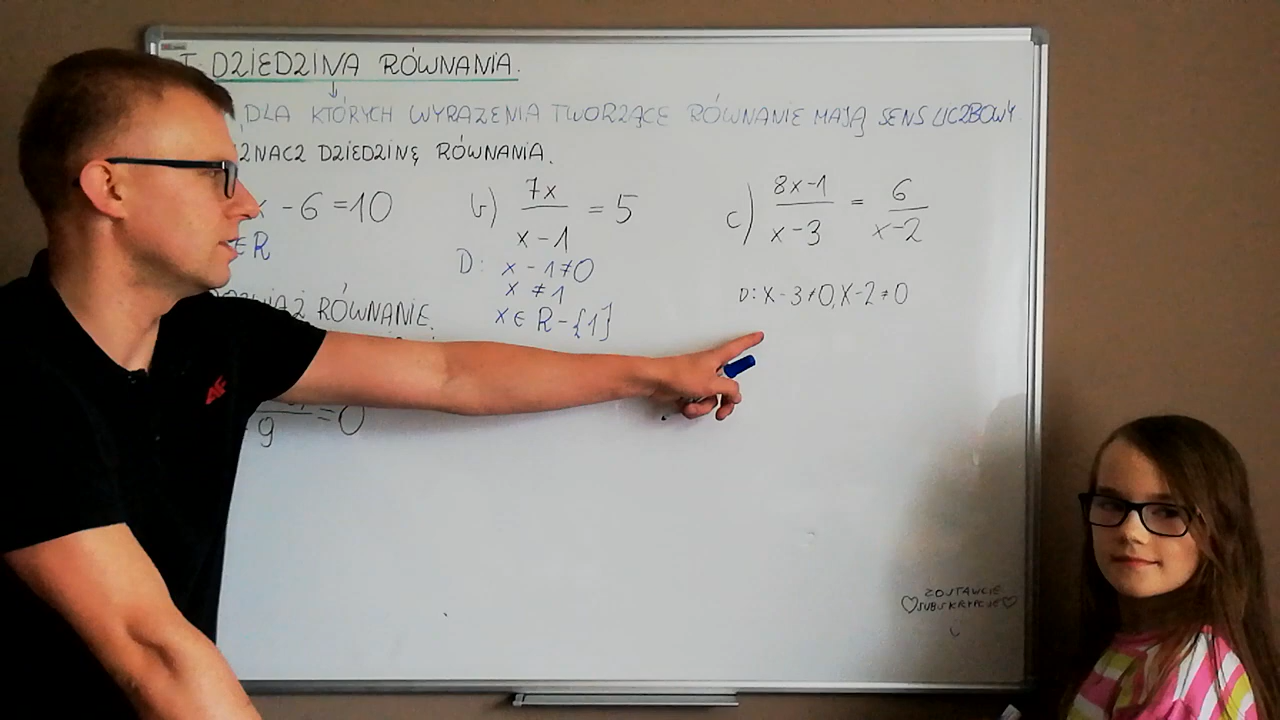 T: DZIEDZINA RÓWNANIA.
DLA KTÓRYCH WYRAŻENIA TWORZĄCE RÓWNANIE MAJĄ SENS LICZBOWY
ZNACZ DZIEDZINĘ RÓWNANIA.
x - 6 = 10
∈ R
b) 7x / x - 1 = 5
D: x - 1 ≠ 0
x ≠ 1
x ∈ R - {1}
c) 8x - 1 / x - 3 = 6 / x - 2
D: x - 3 ≠ 0, x - 2 ≠ 0
RÓWNANIE.
9 = 0
ZOSTAWCIE
♡SUBSKRYPCJE♡